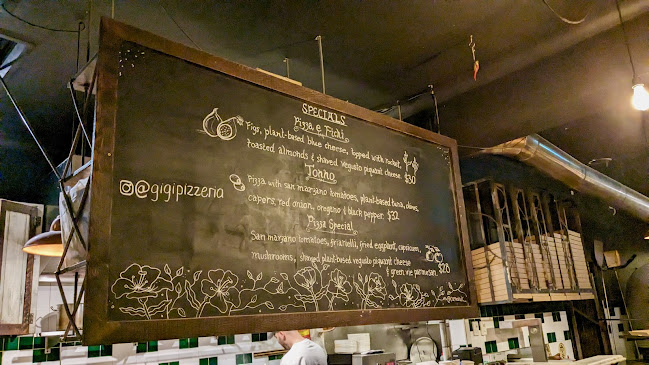 SPECIALS
Pizza e Fichi
Figs, plant-based blue cheese, topped with rocket,
toasted almonds & shaved vegusto piquant cheese $30
Tonno
@gigipizzeria
Pizza with san marzano tomatoes, plant-based tuna, olives,
capers, red onion, oregano & black pepper. $32
Pizza Special
San marzano tomatoes, friarielli, fried eggplant, capsicum,
mushrooms, shaved plant-based vegusto piquant cheese
& green vie parmesan. $28